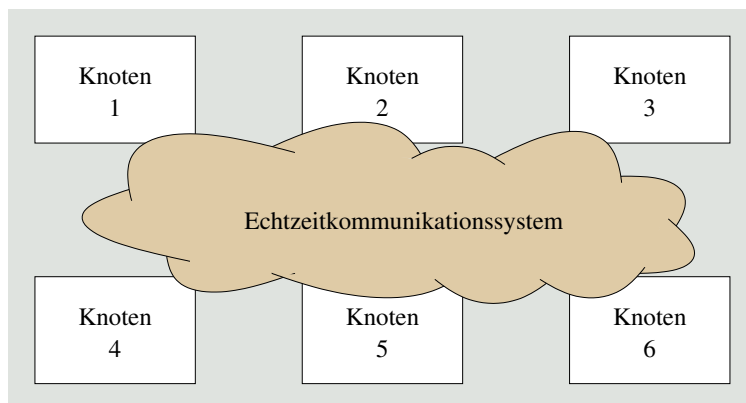 Knoten
1
Knoten
2
Knoten
3
Echtzeitkommunikationssystem
Knoten
4
Knoten
5
Knoten
6